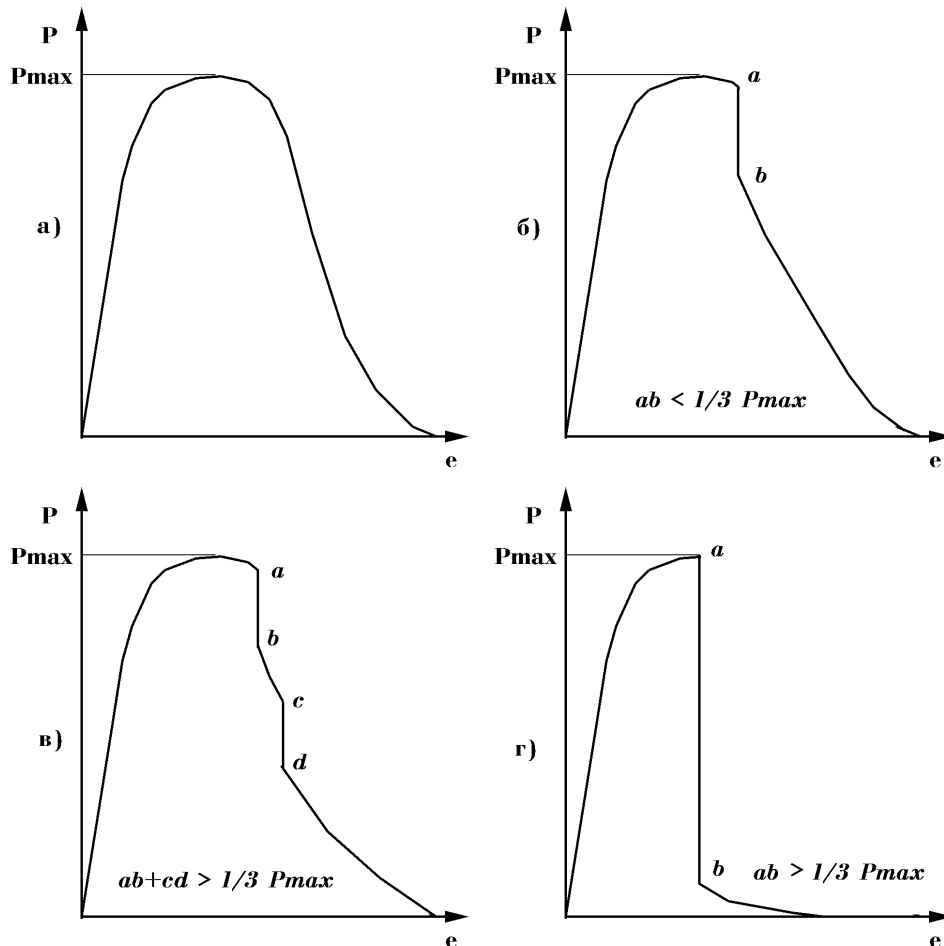 P
Pmax
а)
e
P
Pmax
a
b
б)
ab < 1/3 Pmax
e
P
Pmax
a
b
c
в)
d
ab+cd > 1/3 Pmax
e
P
Pmax
a
г)
b
ab > 1/3 Pmax
e